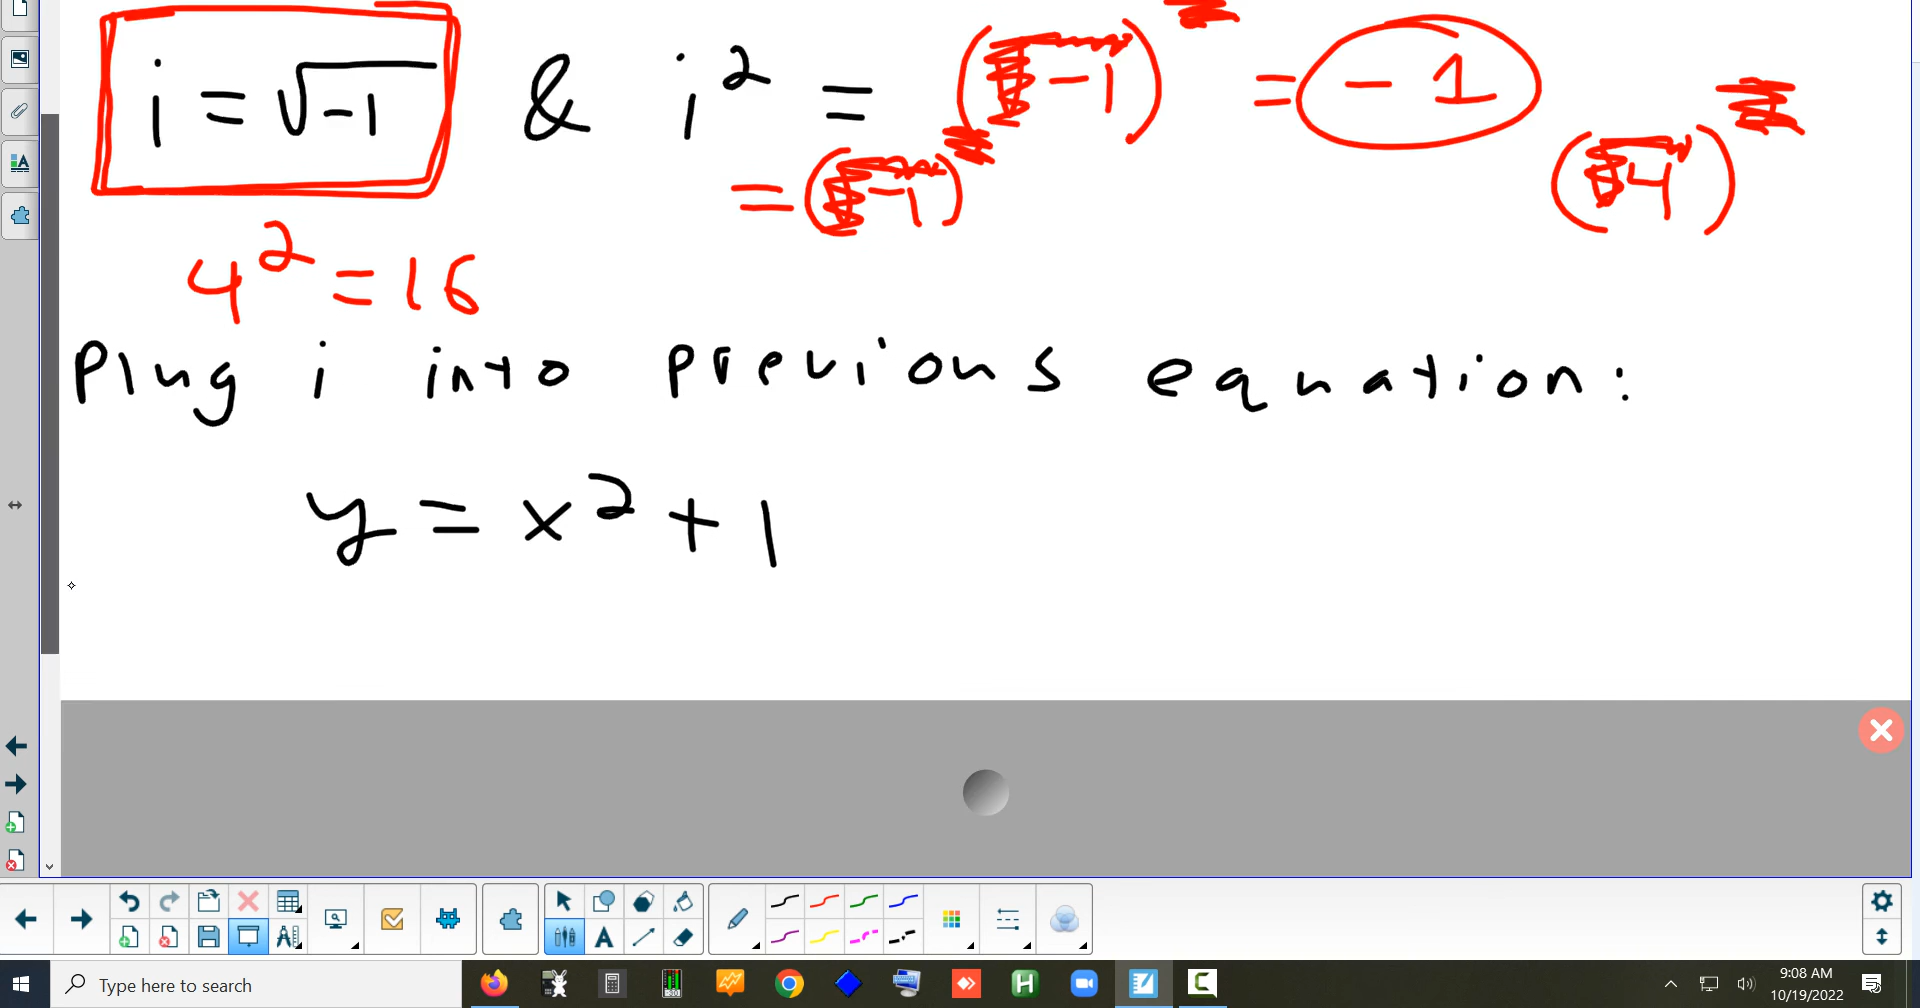 i = √-1 & i² = (√-1) = -1
= (√-1) (√4)
4² = 16
Plug i into previous equation:
y = x² + 1
Type here to search
9:08 AM
10/19/2022